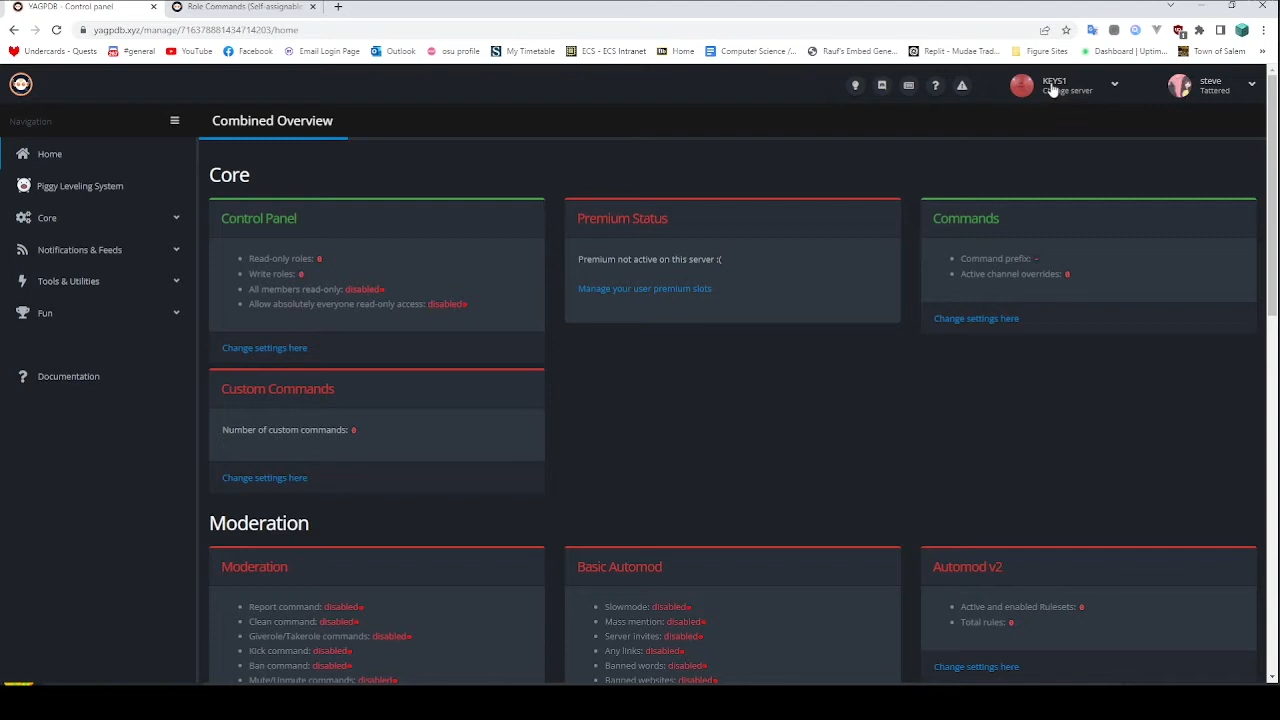 YAGPDB - Control panel
Role Commands (Self-assignable
yagpdb.xyz/manage/716378881434714203/home
Undercards - Quests
#general
YouTube
Facebook
Email Login Page
Outlook
osu profile
My Timetable
ECS - ECS Intranet
Home
Computer Science /...
Rauf's Embed Gene...
Replit - Mudae Trad...
Figure Sites
Dashboard | Uptim...
Town of Salem
KEYS1
Change server
steve
Tattered
Navigation
Combined Overview
Home
Piggy Leveling System
Core
Notifications & Feeds
Tools & Utilities
Fun
Documentation
Core
Control Panel
Read-only roles: 0
Write roles: 0
All members read-only: disabled
Allow absolutely everyone read-only access: disabled
Change settings here
Premium Status
Premium not active on this server :(
Manage your user premium slots
Commands
Command prefix: -
Active channel overrides: 0
Change settings here
Custom Commands
Number of custom commands: 0
Change settings here
Moderation
Moderation
Report command: disabled
Clean command: disabled
Giverole/Takerole commands: disabled
Kick command: disabled
Ban command: disabled
Mute/Unmute commands: disabled
Basic Automod
Slowmode: disabled
Mass mention: disabled
Server invites: disabled
Any links: disabled
Banned words: disabled
Banned websites: disabled
Automod v2
Active and enabled Rulesets: 0
Total rules: 0
Change settings here